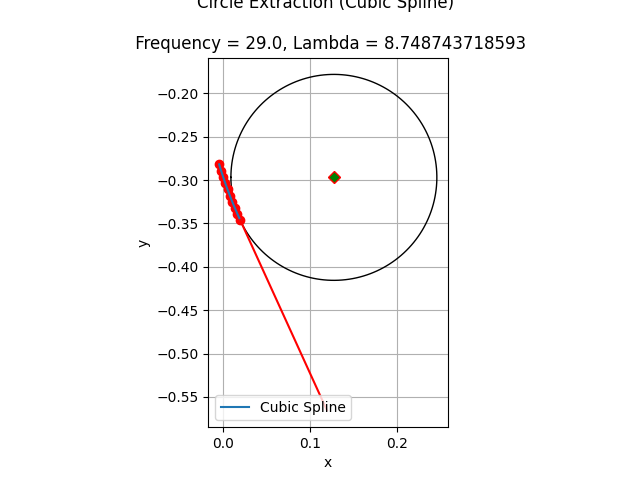 Circle Extraction (Cubic Spline)
Frequency = 29.0, Lambda = 8.748743718593
−0.20
−0.25
−0.30
−0.35
−0.40
−0.45
−0.50
−0.55
y
Cubic Spline
0.0 0.1 0.2
x